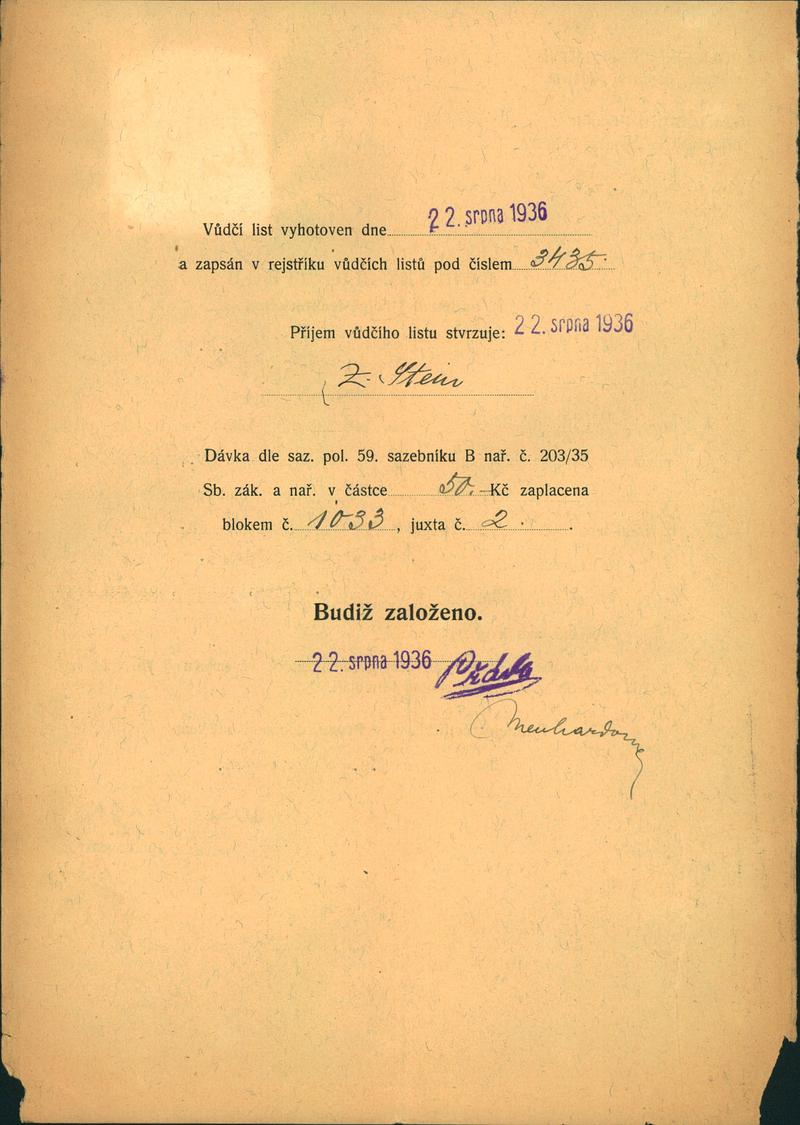 Vůdčí list vyhotoven dne 22. srpna 1936
a zapsán v rejstříku vůdčích listů pod číslem 3435.
Příjem vůdčího listu stvrzuje: 22. srpna 1936
Z. Stein
Dávka dle saz. pol. 59. sazebníku B nař. č. 203/35
Sb. zák. a nař. v částce 50.– Kč zaplacena
blokem č. 1033, juxta č. 2.
Budiž založeno.
22. srpna 1936